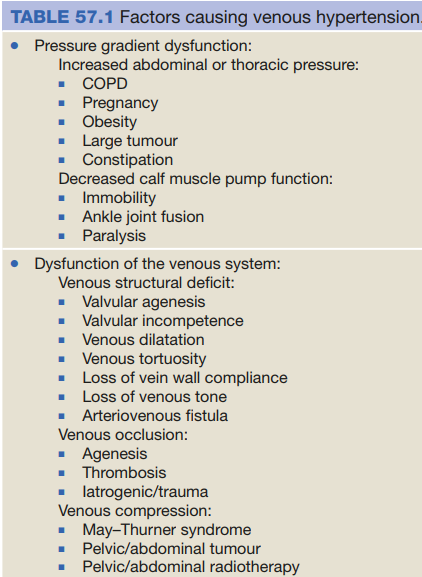 TABLE 57.1 Factors causing venous hypertension.
● Pressure gradient dysfunction:
Increased abdominal or thoracic pressure:
■ COPD
■ Pregnancy
■ Obesity
■ Large tumour
■ Constipation
Decreased calf muscle pump function:
■ Immobility
■ Ankle joint fusion
■ Paralysis
● Dysfunction of the venous system:
Venous structural deficit:
■ Valvular agenesis
■ Valvular incompetence
■ Venous dilatation
■ Venous tortuosity
■ Loss of vein wall compliance
■ Loss of venous tone
■ Arteriovenous fistula
Venous occlusion:
■ Agenesis
■ Thrombosis
■ Iatrogenic/trauma
Venous compression:
■ May–Thurner syndrome
■ Pelvic/abdominal tumour
■ Pelvic/abdominal radiotherapy